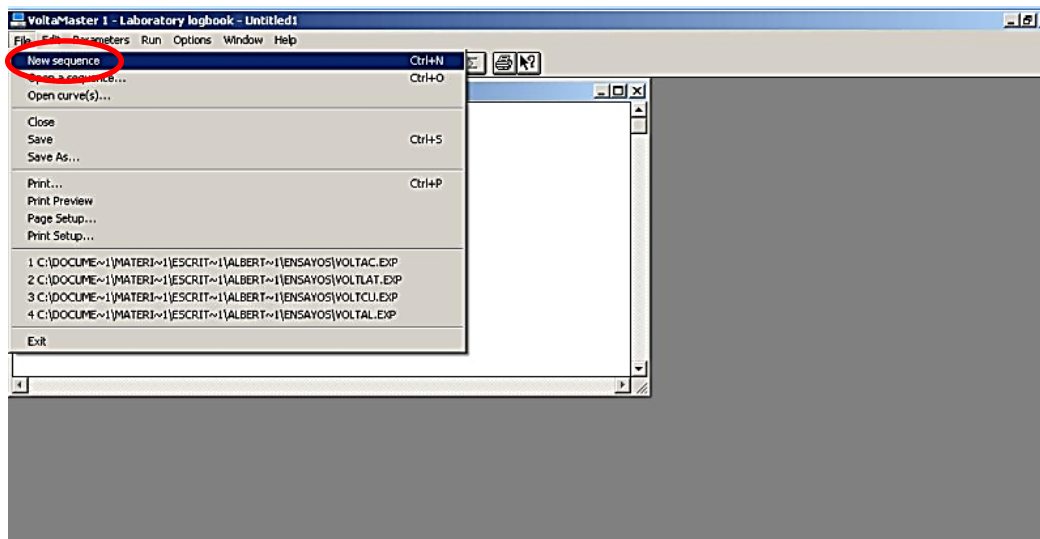 VoltaMaster 1 - Laboratory logbook - Untitled1
File Edit Parameters Run Options Window Help
New sequence Ctrl+N
Open a sequence... Ctrl+O
Open curve(s)...
Close
Save Ctrl+S
Save As...
Print... Ctrl+P
Print Preview
Page Setup...
Print Setup...
1 C:\DOCUME~1\MATERI~1\ESCRIT~1\ALBERT~1\ENSAYOS\VOLTAC.EXP
2 C:\DOCUME~1\MATERI~1\ESCRIT~1\ALBERT~1\ENSAYOS\VOLTLAT.EXP
3 C:\DOCUME~1\MATERI~1\ESCRIT~1\ALBERT~1\ENSAYOS\VOLTCU.EXP
4 C:\DOCUME~1\MATERI~1\ESCRIT~1\ALBERT~1\ENSAYOS\VOLTAL.EXP
Exit